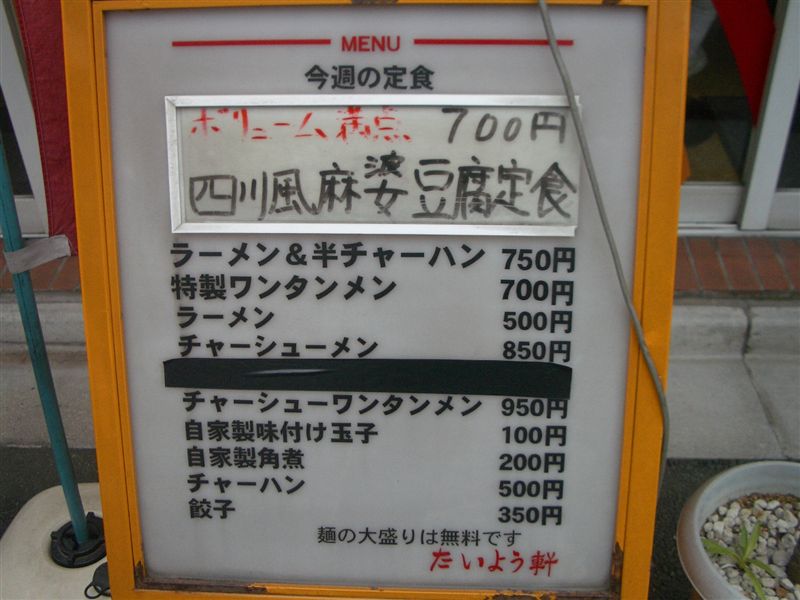 MENU
今週の定食
ボリューム満点 700円
四川風麻婆豆腐定食
ラーメン&半チャーハン 750円
特製ワンタンメン 700円
ラーメン 500円
チャーシューメン 850円
チャーシューワンタンメン 950円
自家製味付け玉子 100円
自家製角煮 200円
チャーハン 500円
餃子 350円
麺の大盛りは無料です
たいよう軒